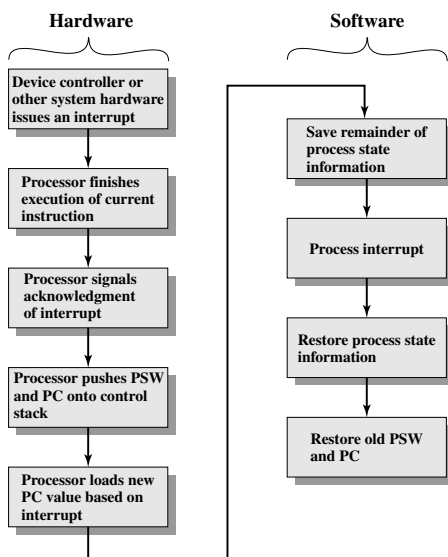 Hardware
Device controller or
other system hardware
issues an interrupt
Processor finishes
execution of current
instruction
Processor signals
acknowledgment
of interrupt
Processor pushes PSW
and PC onto control
stack
Processor loads new
PC value based on
interrupt
Software
Save remainder of
process state
information
Process interrupt
Restore process state
information
Restore old PSW
and PC